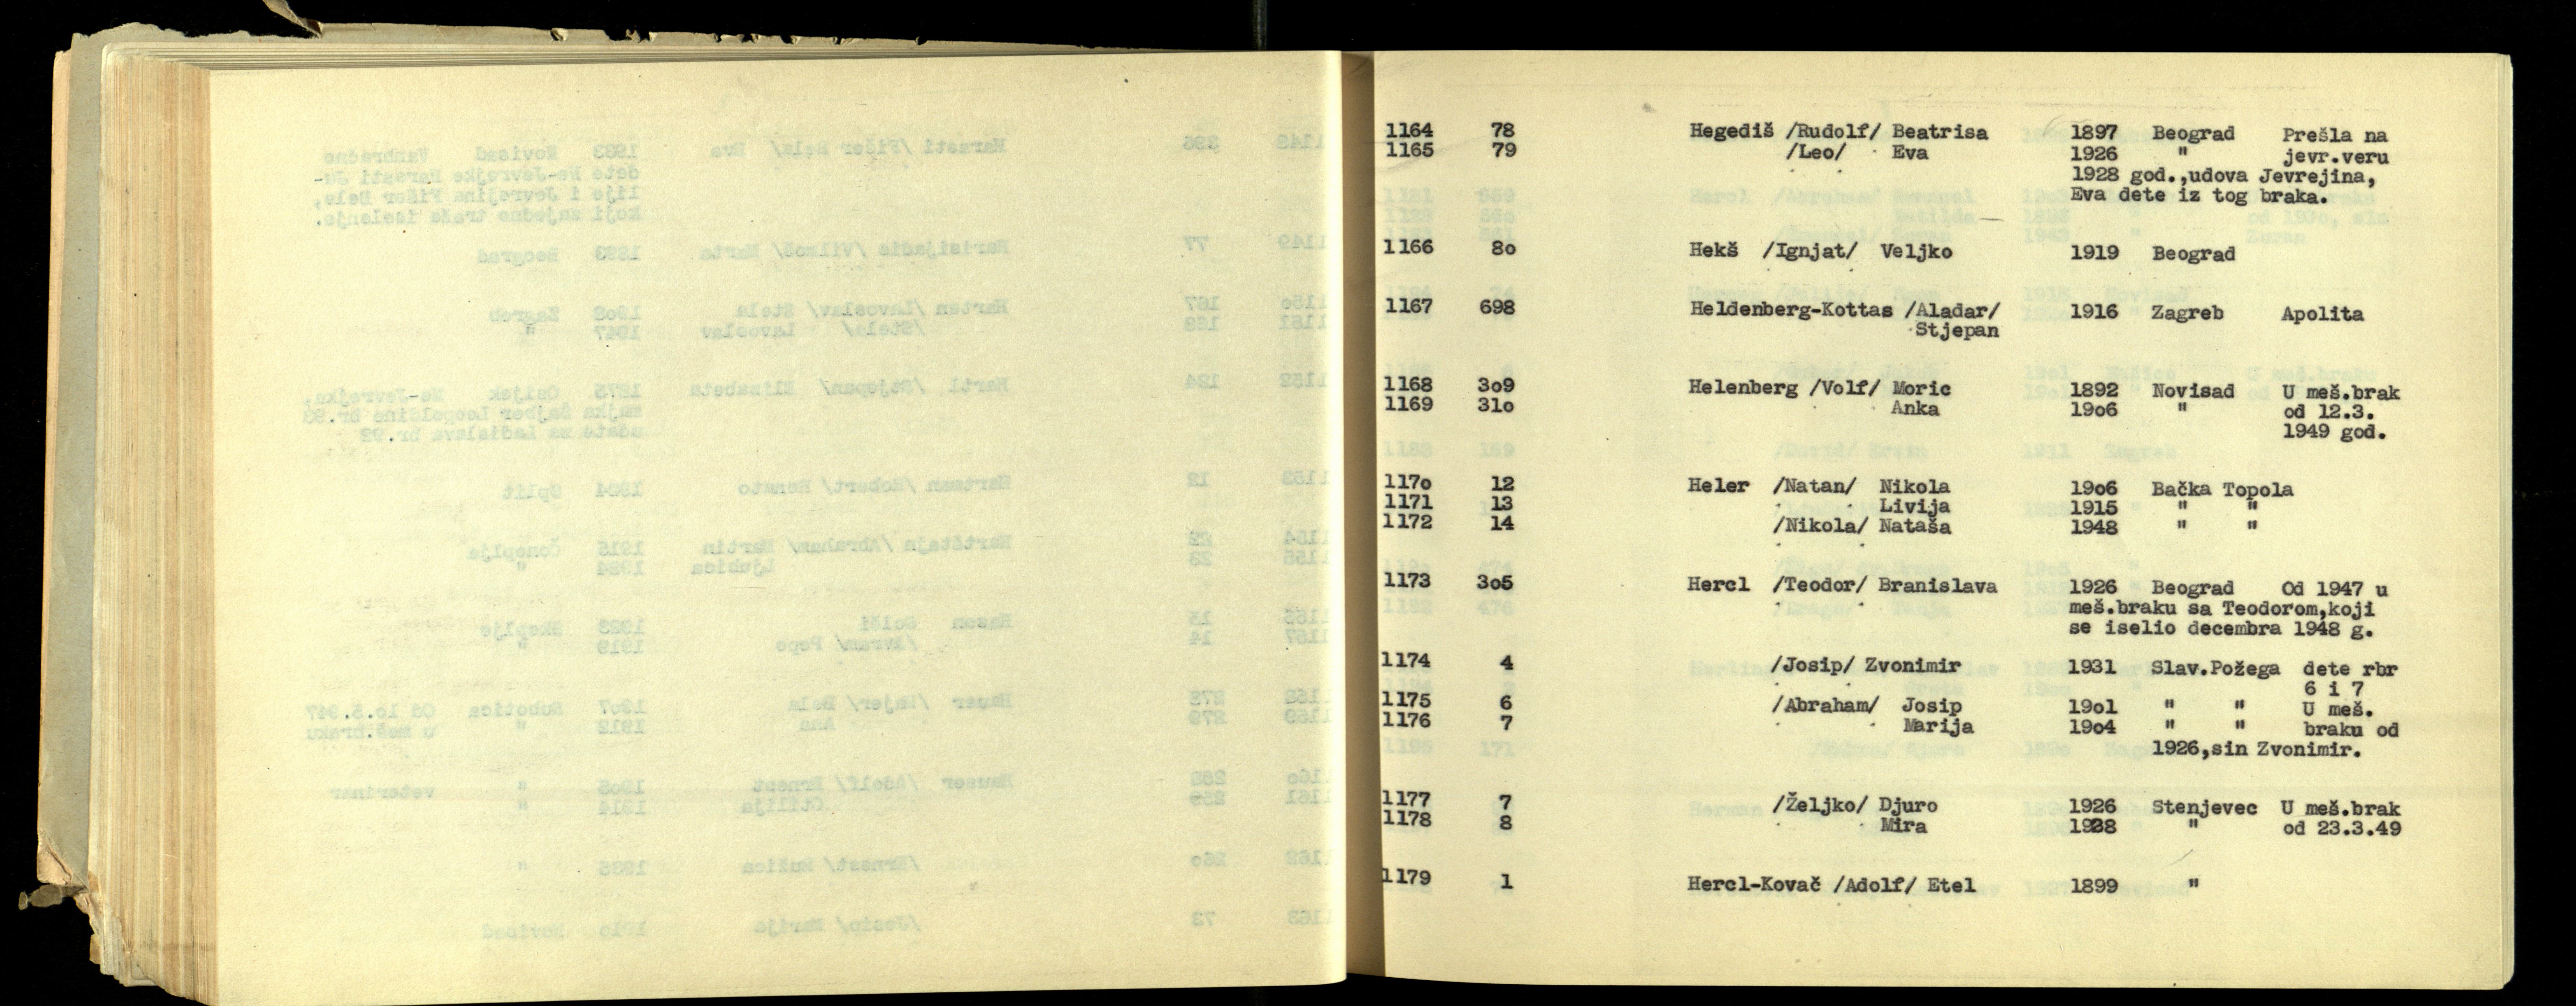 1164 78 Hegediš /Rudolf/ Beatrisa 1897 Beograd Prešla na
1165 79 /Leo/ Eva 1926 " jevr.veru
1928 god.,udova Jevrejina,
Eva dete iz tog braka.
1166 8o Hekš /Ignjat/ Veljko 1919 Beograd
1167 698 Heldenberg-Kottas /Aladar/ 1916 Zagreb Apolita
Stjepan
1168 3o9 Helenberg /Volf/ Moric 1892 Novisad U meš.brak
1169 31o Anka 19o6 " od 12.3.
1949 god.
117o 12 Heler /Natan/ Nikola 19o6 Bačka Topola
1171 13 Livija 1915 " "
1172 14 /Nikola/ Nataša 1948 " "
1173 3o5 Hercl /Teodor/ Branislava 1926 Beograd Od 1947 u
meš.braku sa Teodorom,koji
se iselio decembra 1948 g.
1174 4 /Josip/ Zvonimir 1931 Slav.Požega dete rbr
6 i 7
1175 6 /Abraham/ Josip 19o1 " " U meš.
1176 7 Marija 19o4 " " braku od
1926,sin Zvonimir.
1177 7 /Željko/ Djuro 1926 Stenjevec U meš.brak
1178 8 Mira " od 23.3.49
1179 1 Hercl-Kovač /Adolf/ Etel 1899 "